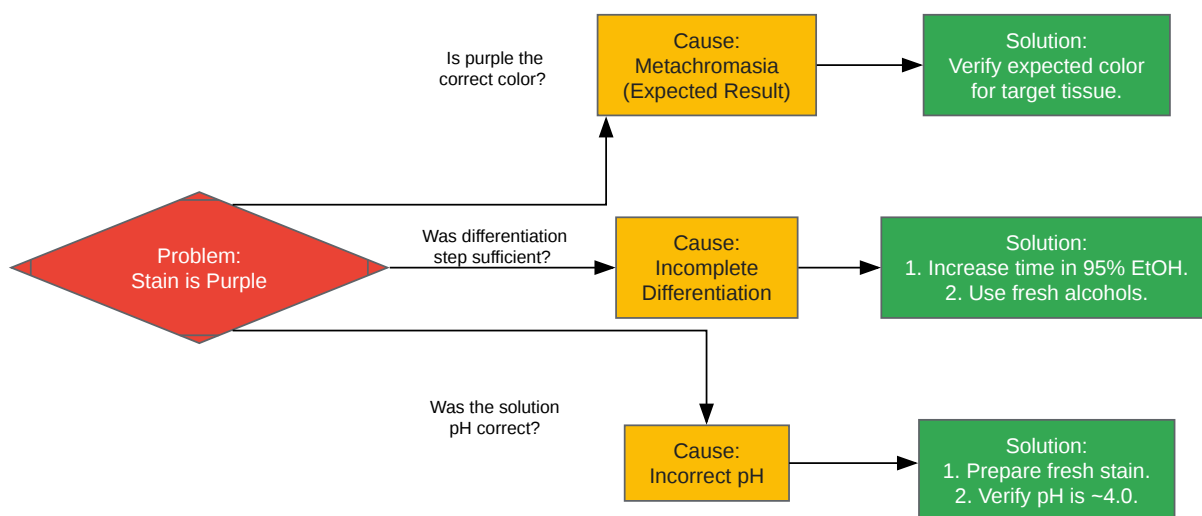 Is purple the
correct color?
Cause:
Metachromasia
(Expected Result)
Solution:
Verify expected color
for target tissue.
Problem:
Stain is Purple
Was differentiation
step sufficient?
Cause:
Incomplete
Differentiation
Solution:
1. Increase time in 95% EtOH.
2. Use fresh alcohols.
Was the solution
pH correct?
Cause:
Incorrect pH
Solution:
1. Prepare fresh stain.
2. Verify pH is ~4.0.